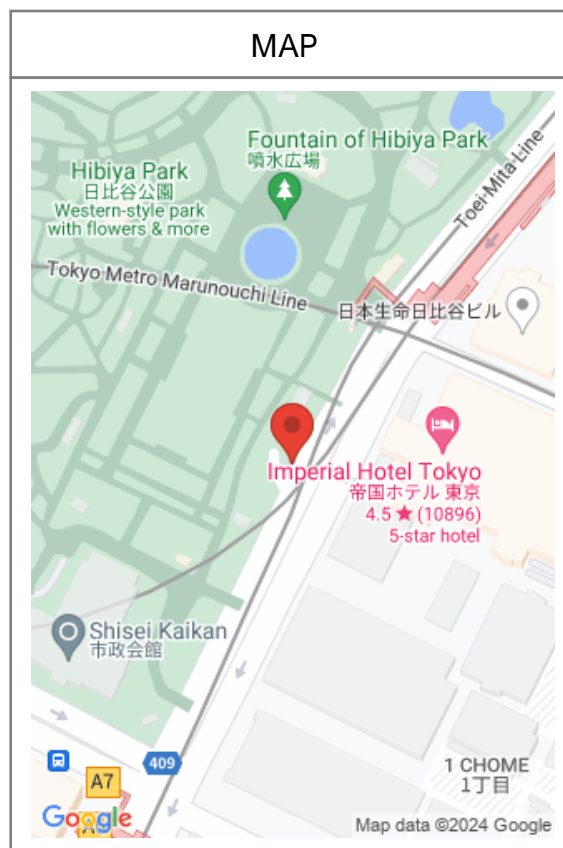 MAP
Fountain of Hibiya Park
噴水広場
Hibiya Park
日比谷公園
Western-style park
with flowers & more
Toei-Mita Line
Tokyo Metro Marunouchi Line
日本生命日比谷ビル
Imperial Hotel Tokyo
帝国ホテル 東京
4.5 ★ (10896)
5-star hotel
Shisei Kaikan
市政会館
409
1 CHOME
1丁目
A7
Google
Map data ©2024 Google